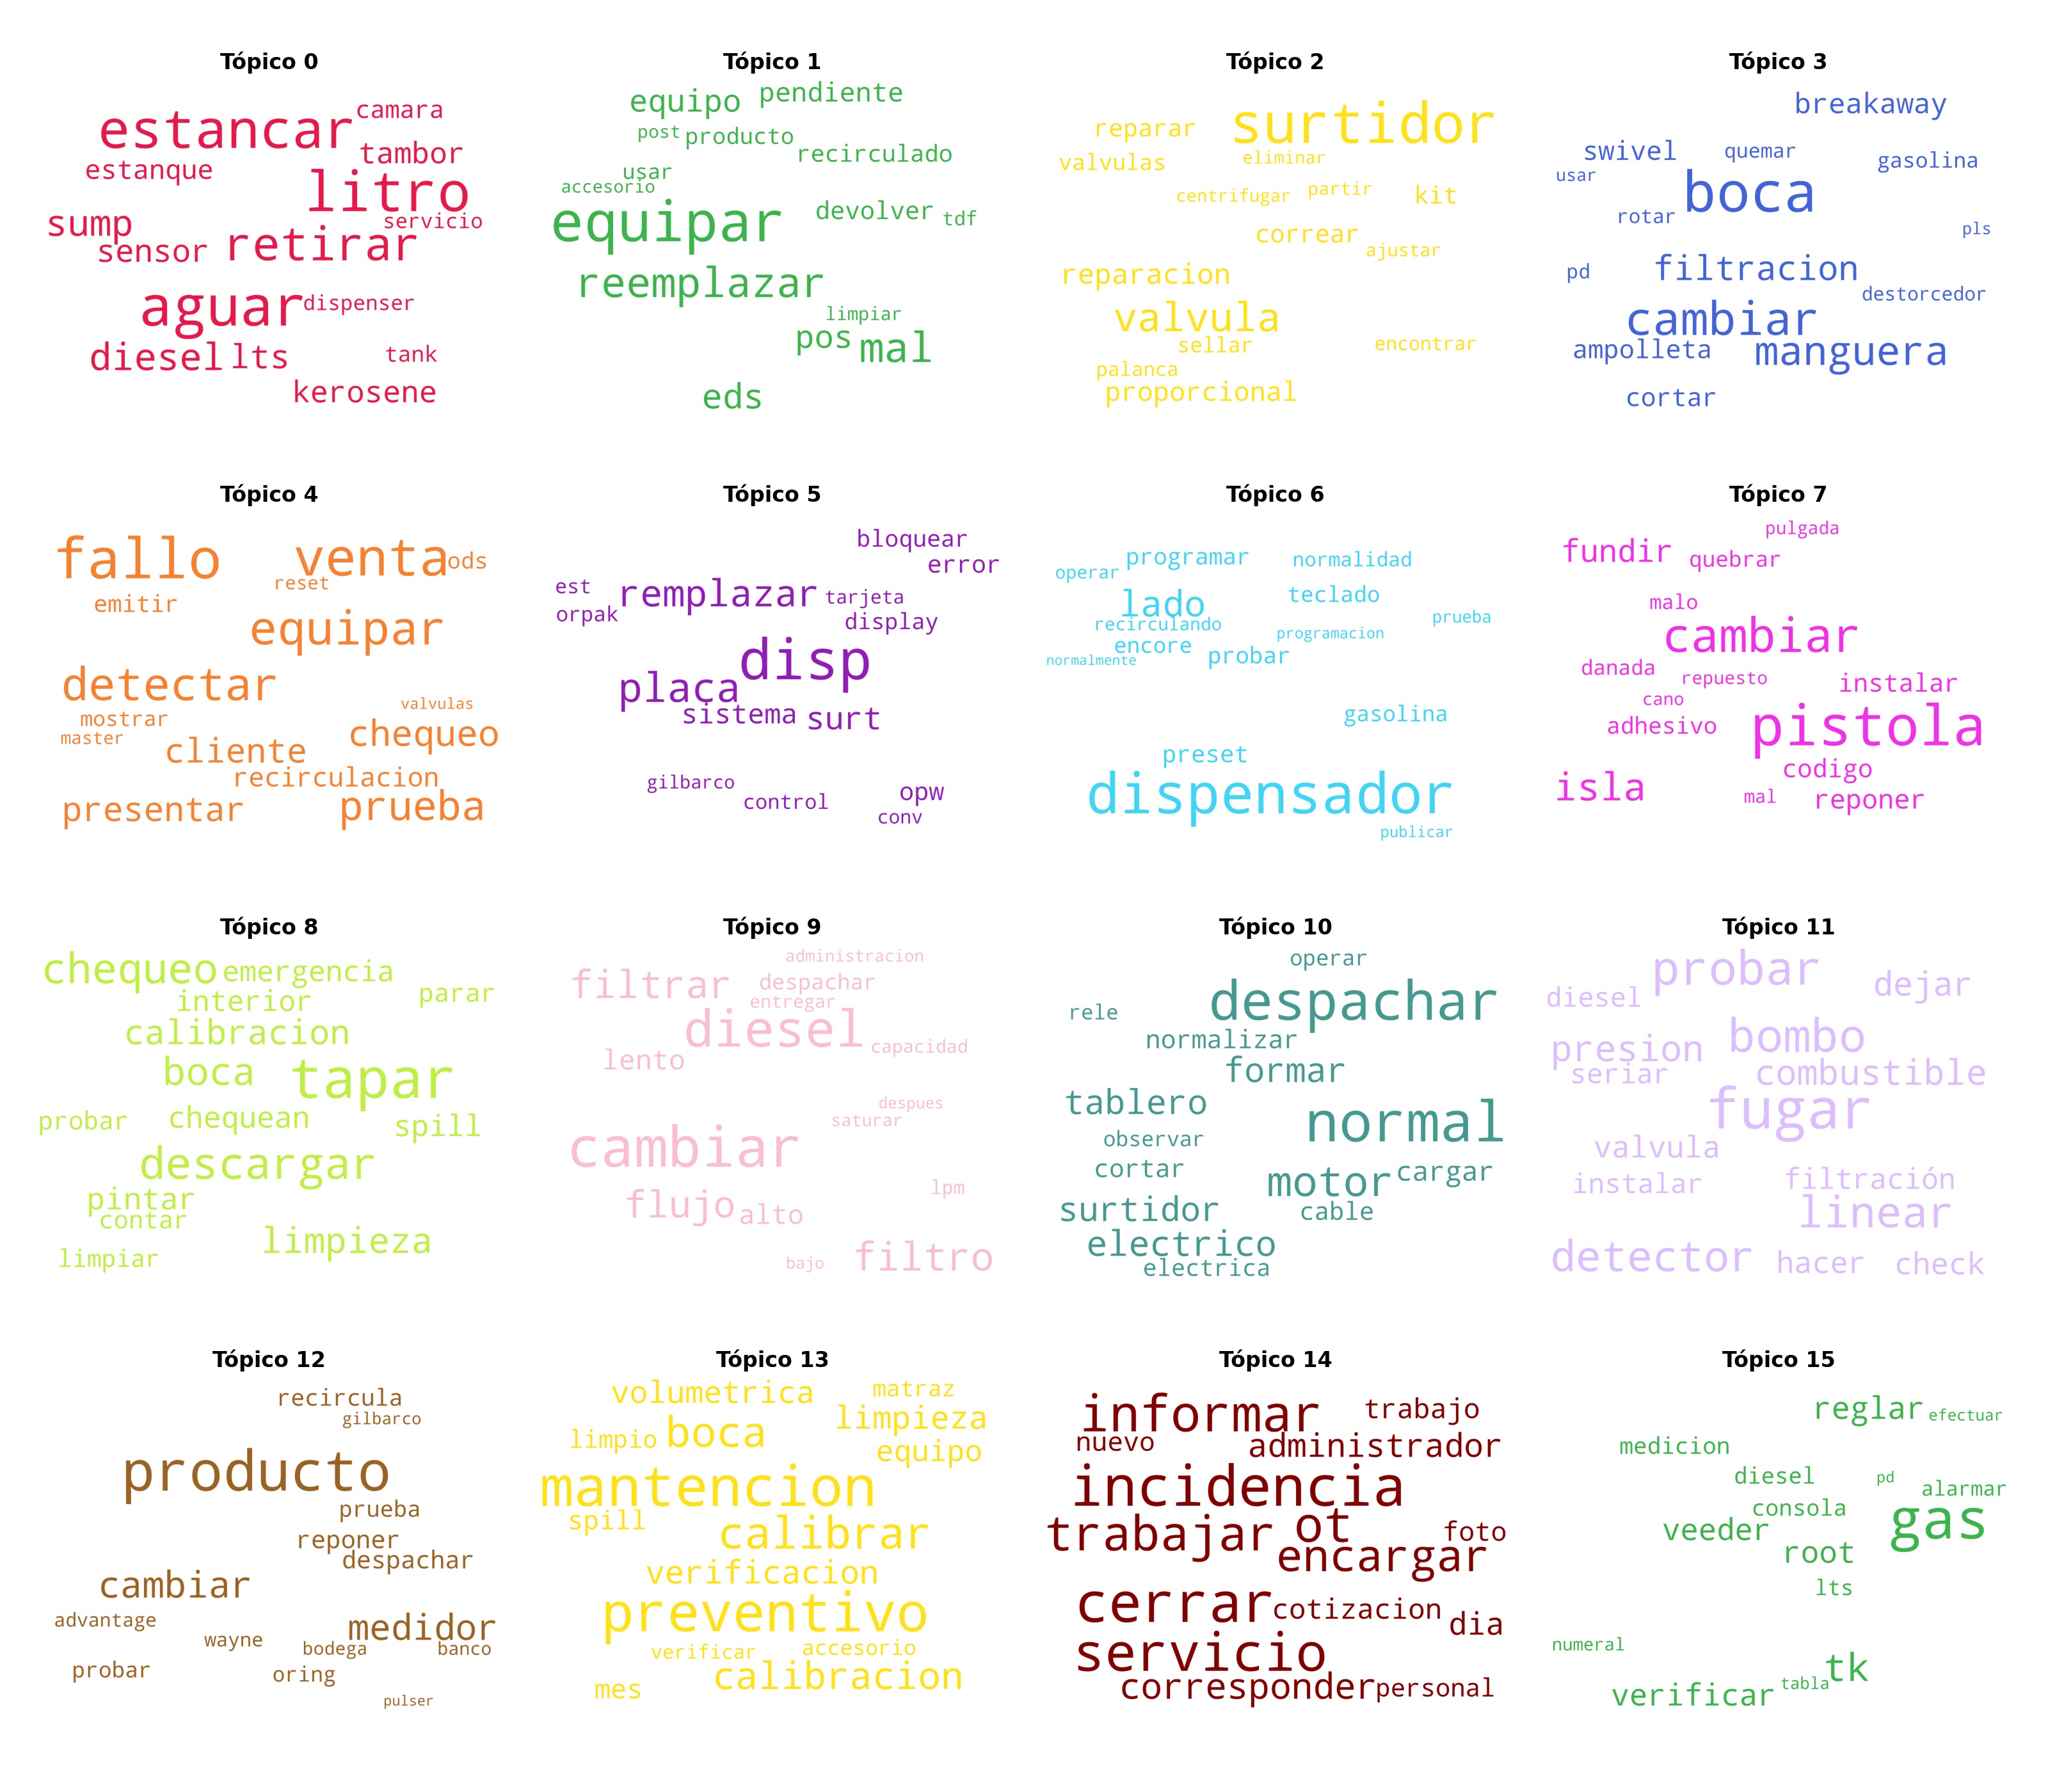 Tópico 0
estancar
camara
tambor
estanque
litro
sump
servicio
sensor
retirar
aguar
dispenser
diesel
lts
tank
kerosene
Tópico 1
equipo
pendiente
post
producto
recirculado
usar
accesorio
equipar
devolver
tdf
reemplazar
limpiar
pos
mal
eds
Tópico 2
surtidor
reparar
valvulas
eliminar
centrifugar
partir
kit
correar
ajustar
reparacion
valvula
sellar
encontrar
palanca
proporcional
Tópico 3
breakaway
swivel
quemar
gasolina
usar
boca
rotar
pls
pd
filtracion
destorcedor
cambiar
ampolleta
manguera
cortar
Tópico 4
fallo
venta
ods
reset
emitir
equipar
detectar
valvulas
mostrar
master
chequeo
cliente
recirculacion
presentar
prueba
Tópico 5
bloquear
error
est
remplazar
tarjeta
orpak
display
disp
placa
sistema
surt
gilbarco
control
opw
conv
Tópico 6
programar
normalidad
operar
lado
teclado
recirculando
prueba
programacion
encore
normalmente
probar
gasolina
preset
dispensador
publicar
Tópico 7
pulgada
fundir
quebrar
malo
cambiar
danada
repuesto
instalar
cano
adhesivo
pistola
codigo
isla
mal
reponer
Tópico 8
chequeo
emergencia
interior
parar
calibracion
boca
tapar
probar
chequean
spill
descargar
pintar
contar
limpieza
limpiar
Tópico 9
administracion
filtrar
despachar
entregar
diesel
lento
capacidad
despues
saturar
cambiar
lpm
flujo
alto
bajo
filtro
Tópico 10
operar
despachar
rele
normalizar
formar
tablero
normal
observar
cortar
motor
cargar
surtidor
cable
electrico
electrica
Tópico 11
probar
dejar
diesel
bombo
presion
seriar
combustible
fugar
valvula
instalar
filtración
linear
detector
hacer
check
Tópico 12
recircula
gilbarco
producto
prueba
reponer
despachar
cambiar
advantage
medidor
wayne
bodega
banco
probar
oring
pulser
Tópico 13
volumetrica
matraz
limpieza
limpio
boca
equipo
mantencion
spill
calibrar
verificacion
preventivo
verificar
accesorio
calibracion
mes
Tópico 14
informar
trabajo
nuevo
administrador
incidencia
trabajar
ot
foto
encargar
cerrar
cotizacion
dia
servicio
corresponder
personal
Tópico 15
reglar
efectuar
medicion
diesel
pd
alarmar
consola
gas
veeder
root
lts
numeral
tk
tabla
verificar